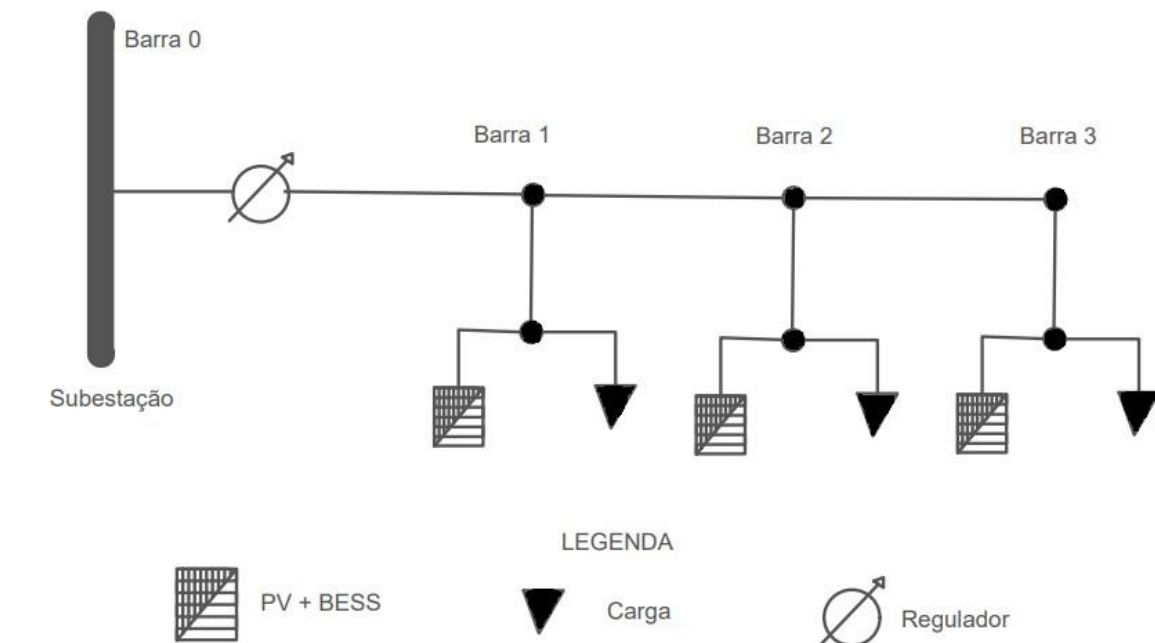 Barra 0
Barra 1
Barra 2
Barra 3
Subestação
LEGENDA
PV + BESS
Carga
Regulador